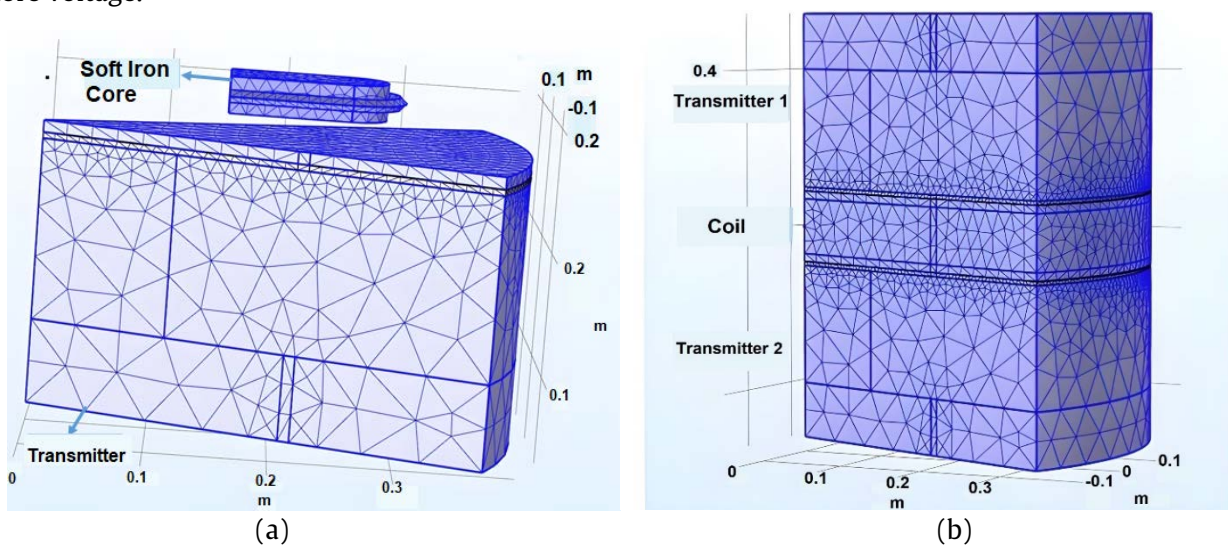 voltage.
Soft Iron
Core
0.1 m
-0.1
0.2
0.2
m
0.1
Transmitter
0
0.1
0.2
0.3
m
(a)
0.4
Transmitter 1
Coil
Transmitter 2
0
0.1
0.2
0.3
-0.1
0
0.1
m
m
(b)